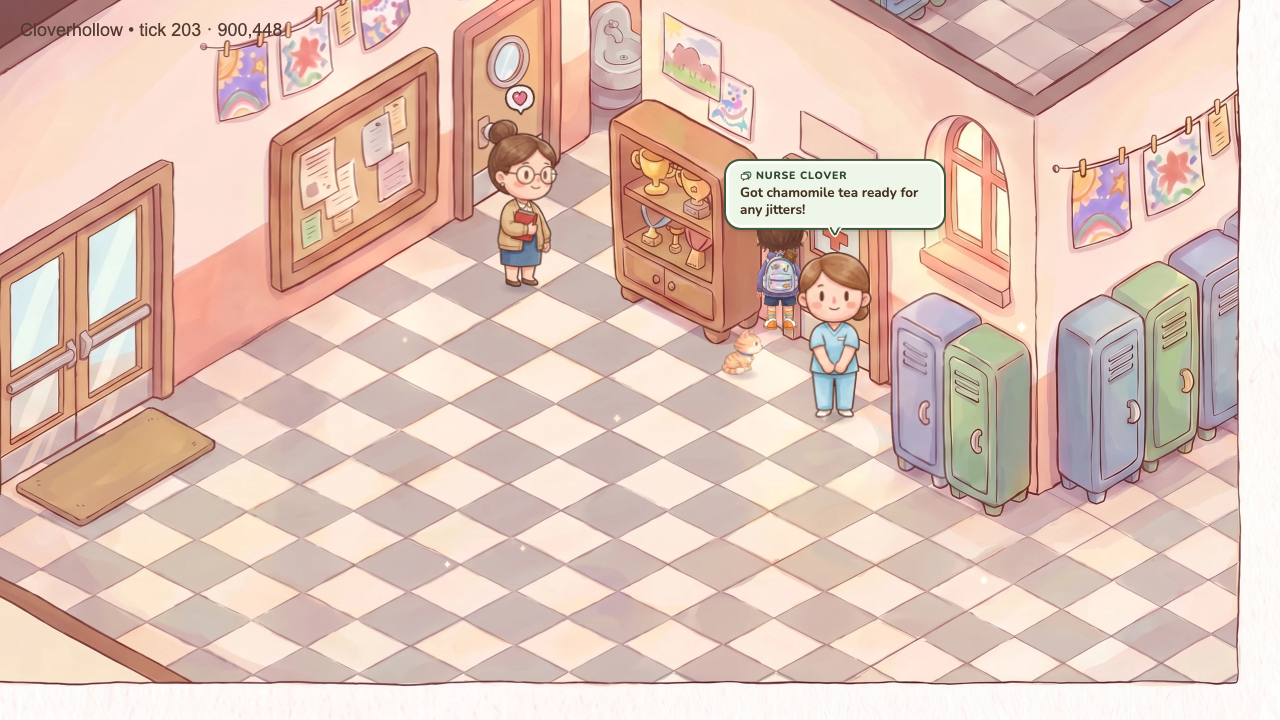 Cloverhollow • tick 203 · 900,448
NURSE CLOVER
Got chamomile tea ready for
any jitters!